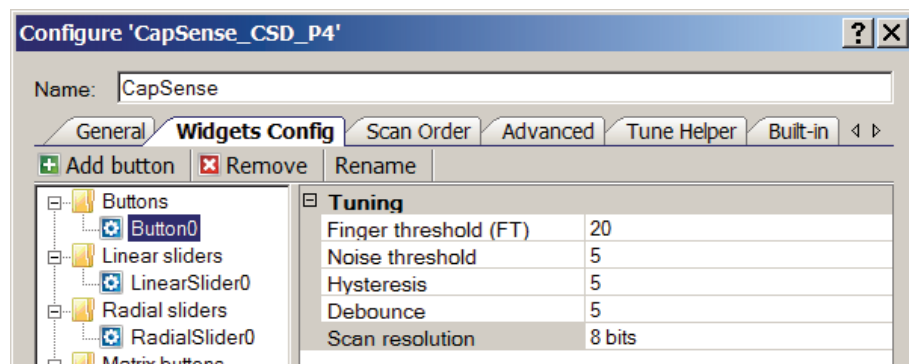 Configure 'CapSense_CSD_P4'
Name: CapSense
General Widgets Config Scan Order Advanced Tune Helper Built-in
Add button Remove Rename
Buttons
Button0
Linear sliders
LinearSlider0
Radial sliders
RadialSlider0
Matrix buttons
Tuning
Finger threshold (FT) 20
Noise threshold 5
Hysteresis 5
Debounce 5
Scan resolution 8 bits